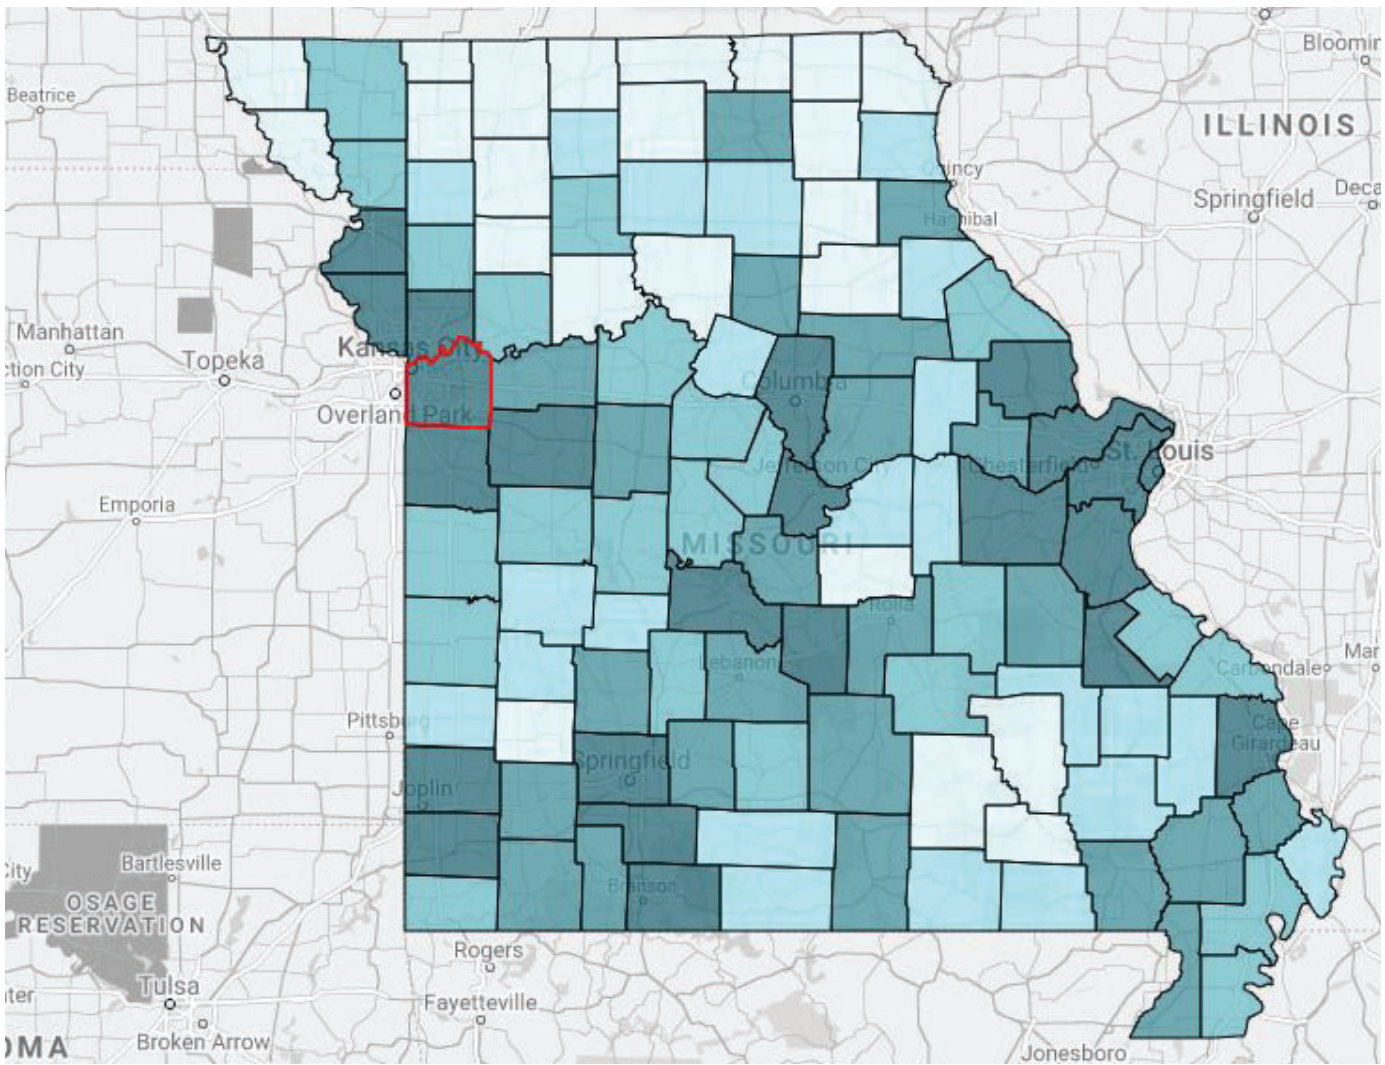 Bloomin
Beatrice
ILLINOIS
Quincy
Springfield
Deca
Hannibal
Manhattan
Topeka
Kansas City
ction City
Columbia
Overland Park
St. Louis
Jefferson City
Chesterfield
Emporia
MISSOURI
Rolla
Lebanon
Carbondale
Mar
Pittsburg
Cape
Girardeau
Springfield
Joplin
City
Bartlesville
Branson
OSAGE
RESERVATION
Rogers
Tulsa
ter
Fayetteville
Broken Arrow
OMA
Jonesboro